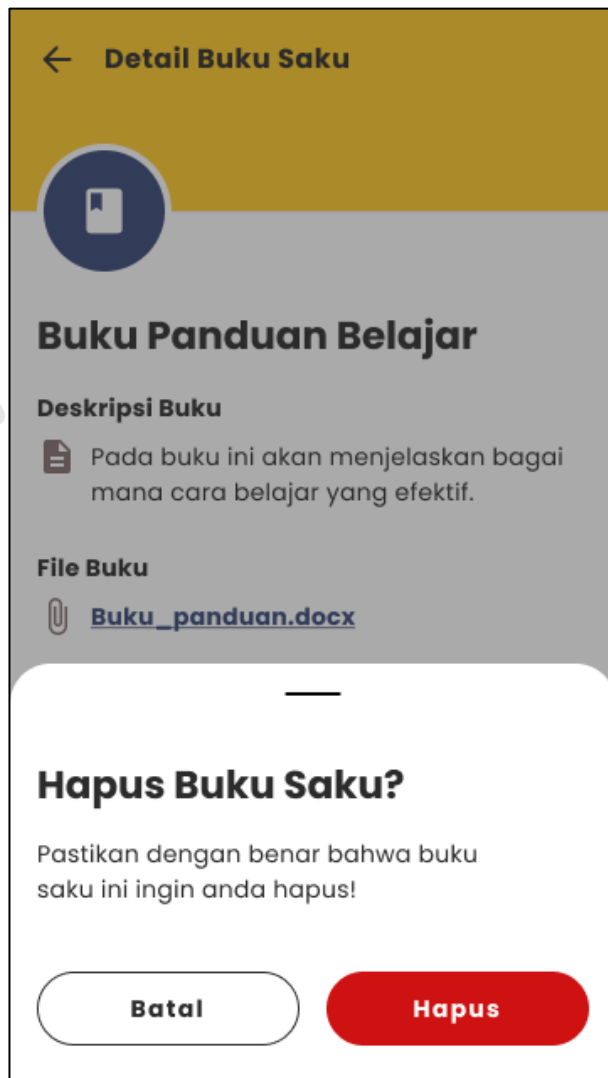 Detail Buku Saku
Buku Panduan Belajar
Deskripsi Buku
Pada buku ini akan menjelaskan bagai
mana cara belajar yang efektif.
File Buku
Buku_panduan.docx
Hapus Buku Saku?
Pastikan dengan benar bahwa buku
saku ini ingin anda hapus!
Batal
Hapus